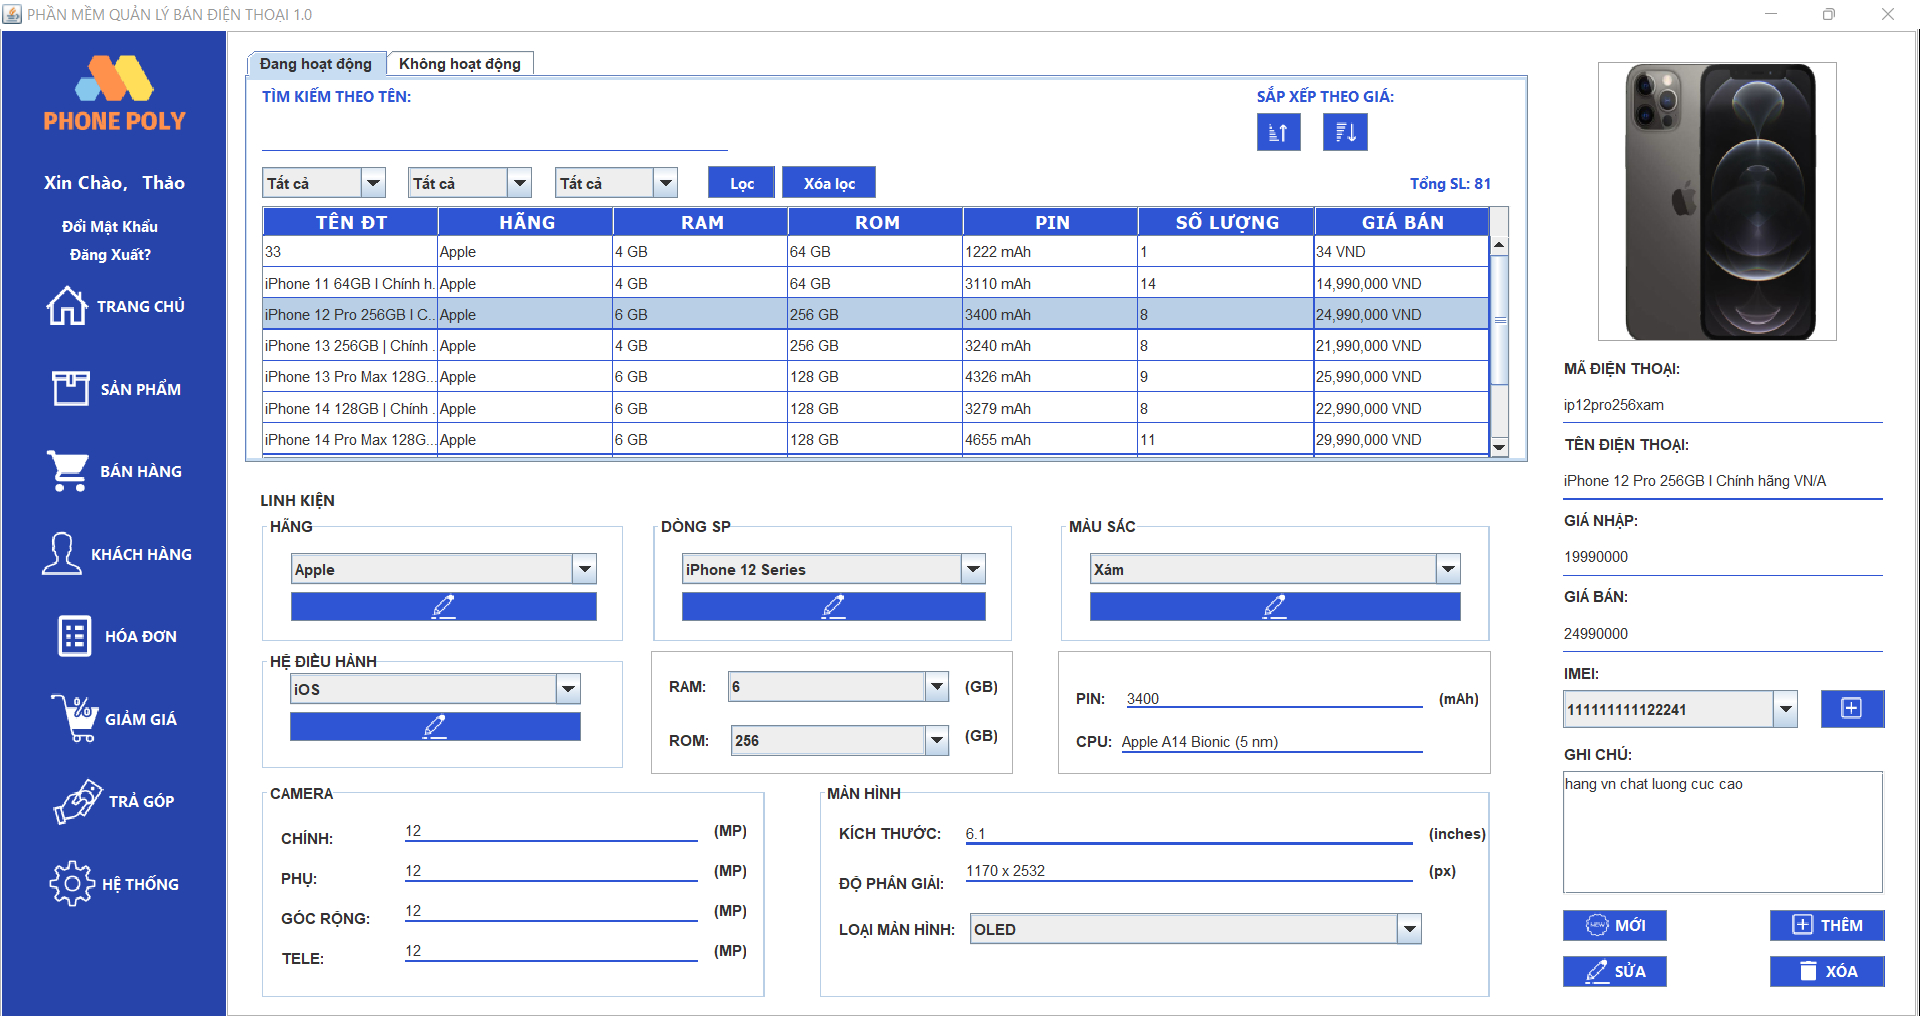 PHẦN MỀM QUẢN LÝ BÁN ĐIỆN THOẠI 1.0
PHONE POLY
Xin Chào, Thảo
Đổi Mật Khẩu
Đăng Xuất?
TRANG CHỦ
SẢN PHẨM
BÁN HÀNG
KHÁCH HÀNG
HÓA ĐƠN
GIẢM GIÁ
TRẢ GÓP
HỆ THỐNG
Đang hoạt động Không hoạt động
TÌM KIẾM THEO TÊN: SẮP XẾP THEO GIÁ:
Tất cả Tất cả Tất cả Lọc Xóa lọc Tổng SL: 81
TÊN ĐT HÃNG RAM ROM PIN SỐ LƯỢNG GIÁ BÁN
33 Apple 4 GB 64 GB 1222 mAh 1 34 VND
iPhone 11 64GB I Chính h. Apple 4 GB 64 GB 3110 mAh 14 14,990,000 VND
iPhone 12 Pro 256GB I C... Apple 6 GB 256 GB 3400 mAh 8 24,990,000 VND
iPhone 13 256GB | Chính . Apple 4 GB 256 GB 3240 mAh 8 21,990,000 VND
iPhone 13 Pro Max 128G... Apple 6 GB 128 GB 4326 mAh 9 25,990,000 VND
iPhone 14 128GB | Chính . Apple 6 GB 128 GB 3279 mAh 8 22,990,000 VND
iPhone 14 Pro Max 128G... Apple 6 GB 128 GB 4655 mAh 11 29,990,000 VND
LINH KIỆN
HÃNG
Apple
DÒNG SP
iPhone 12 Series
MÀU SẮC
Xám
HỆ ĐIỀU HÀNH
iOS
RAM: 6 (GB)
ROM: 256 (GB)
PIN: 3400 (mAh)
CPU: Apple A14 Bionic (5 nm)
CAMERA
CHÍNH: 12 (MP)
PHỤ: 12 (MP)
GÓC RỘNG: 12 (MP)
TELE: 12 (MP)
MÀN HÌNH
KÍCH THƯỚC: 6.1 (inches)
ĐỘ PHÂN GIẢI: 1170 x 2532 (px)
LOẠI MÀN HÌNH: OLED
MÃ ĐIỆN THOẠI:
ip12pro256xam
TÊN ĐIỆN THOẠI:
iPhone 12 Pro 256GB I Chính hãng VN/A
GIÁ NHẬP:
19990000
GIÁ BÁN:
24990000
IMEI:
111111111122241
GHI CHÚ:
hang vn chat luong cuc cao
NEW MỚI THÊM
SỬA XÓA